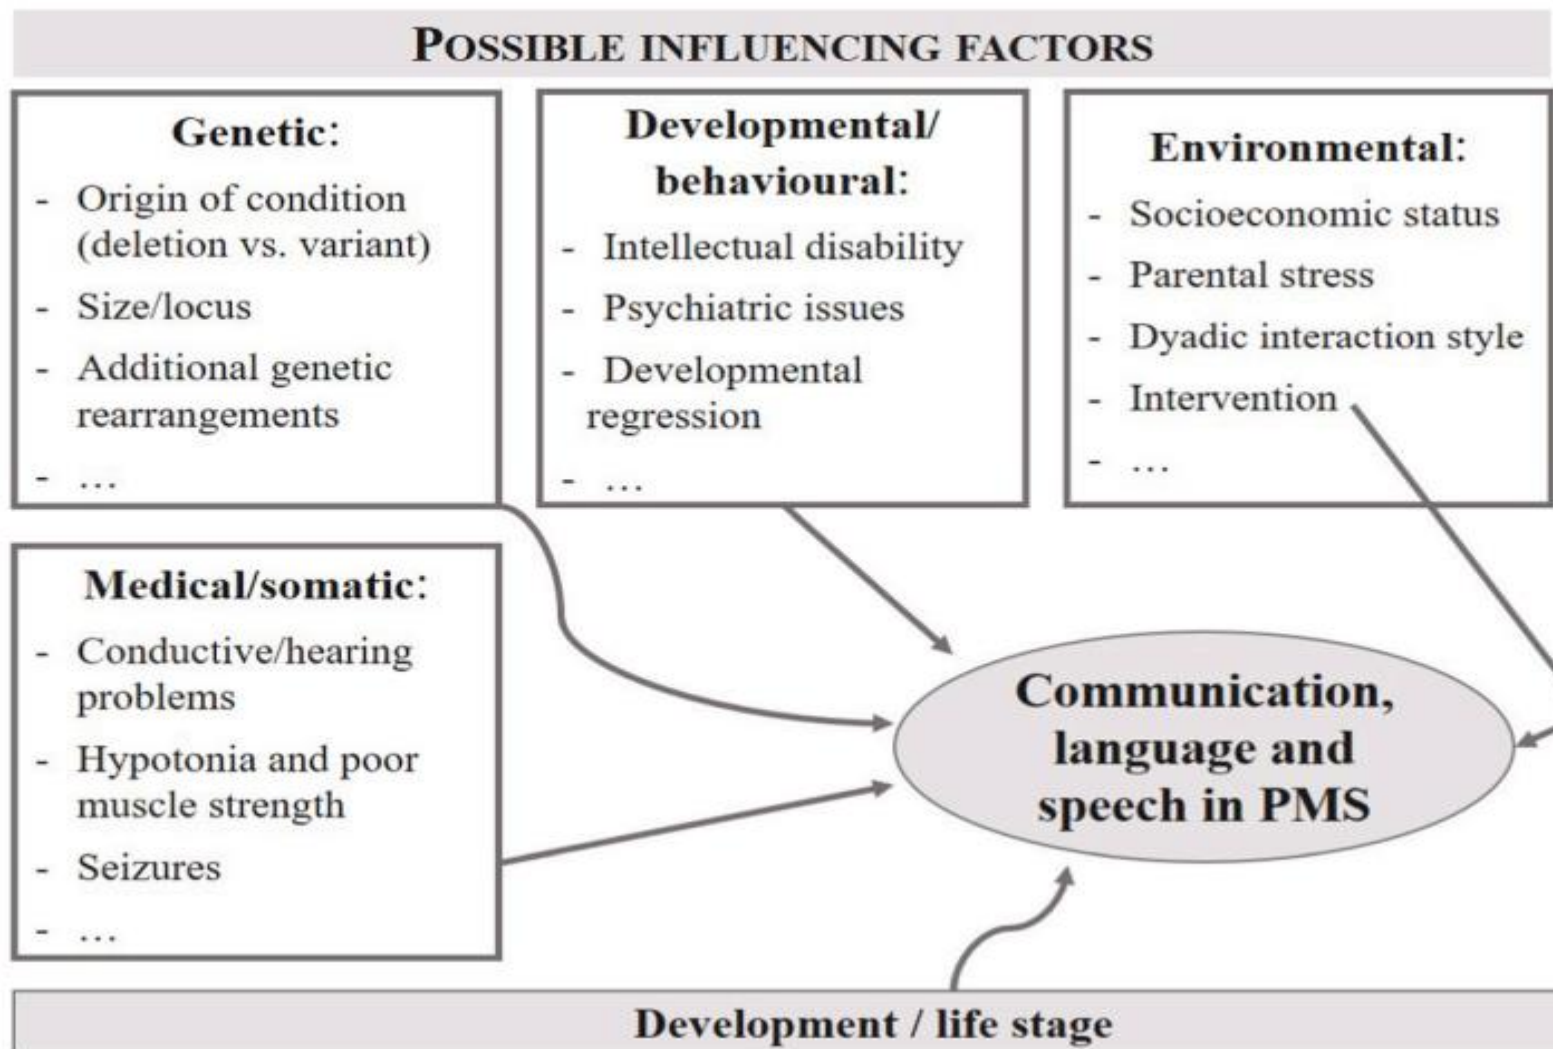 POSSIBLE INFLUENCING FACTORS
Genetic:
- Origin of condition
(deletion vs. variant)
- Size/locus
- Additional genetic
rearrangements
- …
Developmental/
behavioural:
- Intellectual disability
- Psychiatric issues
- Developmental
regression
- …
Environmental:
- Socioeconomic status
- Parental stress
- Dyadic interaction style
- Intervention
- …
Medical/somatic:
- Conductive/hearing
problems
- Hypotonia and poor
muscle strength
- Seizures
- …
Communication,
language and
speech in PMS
Development / life stage